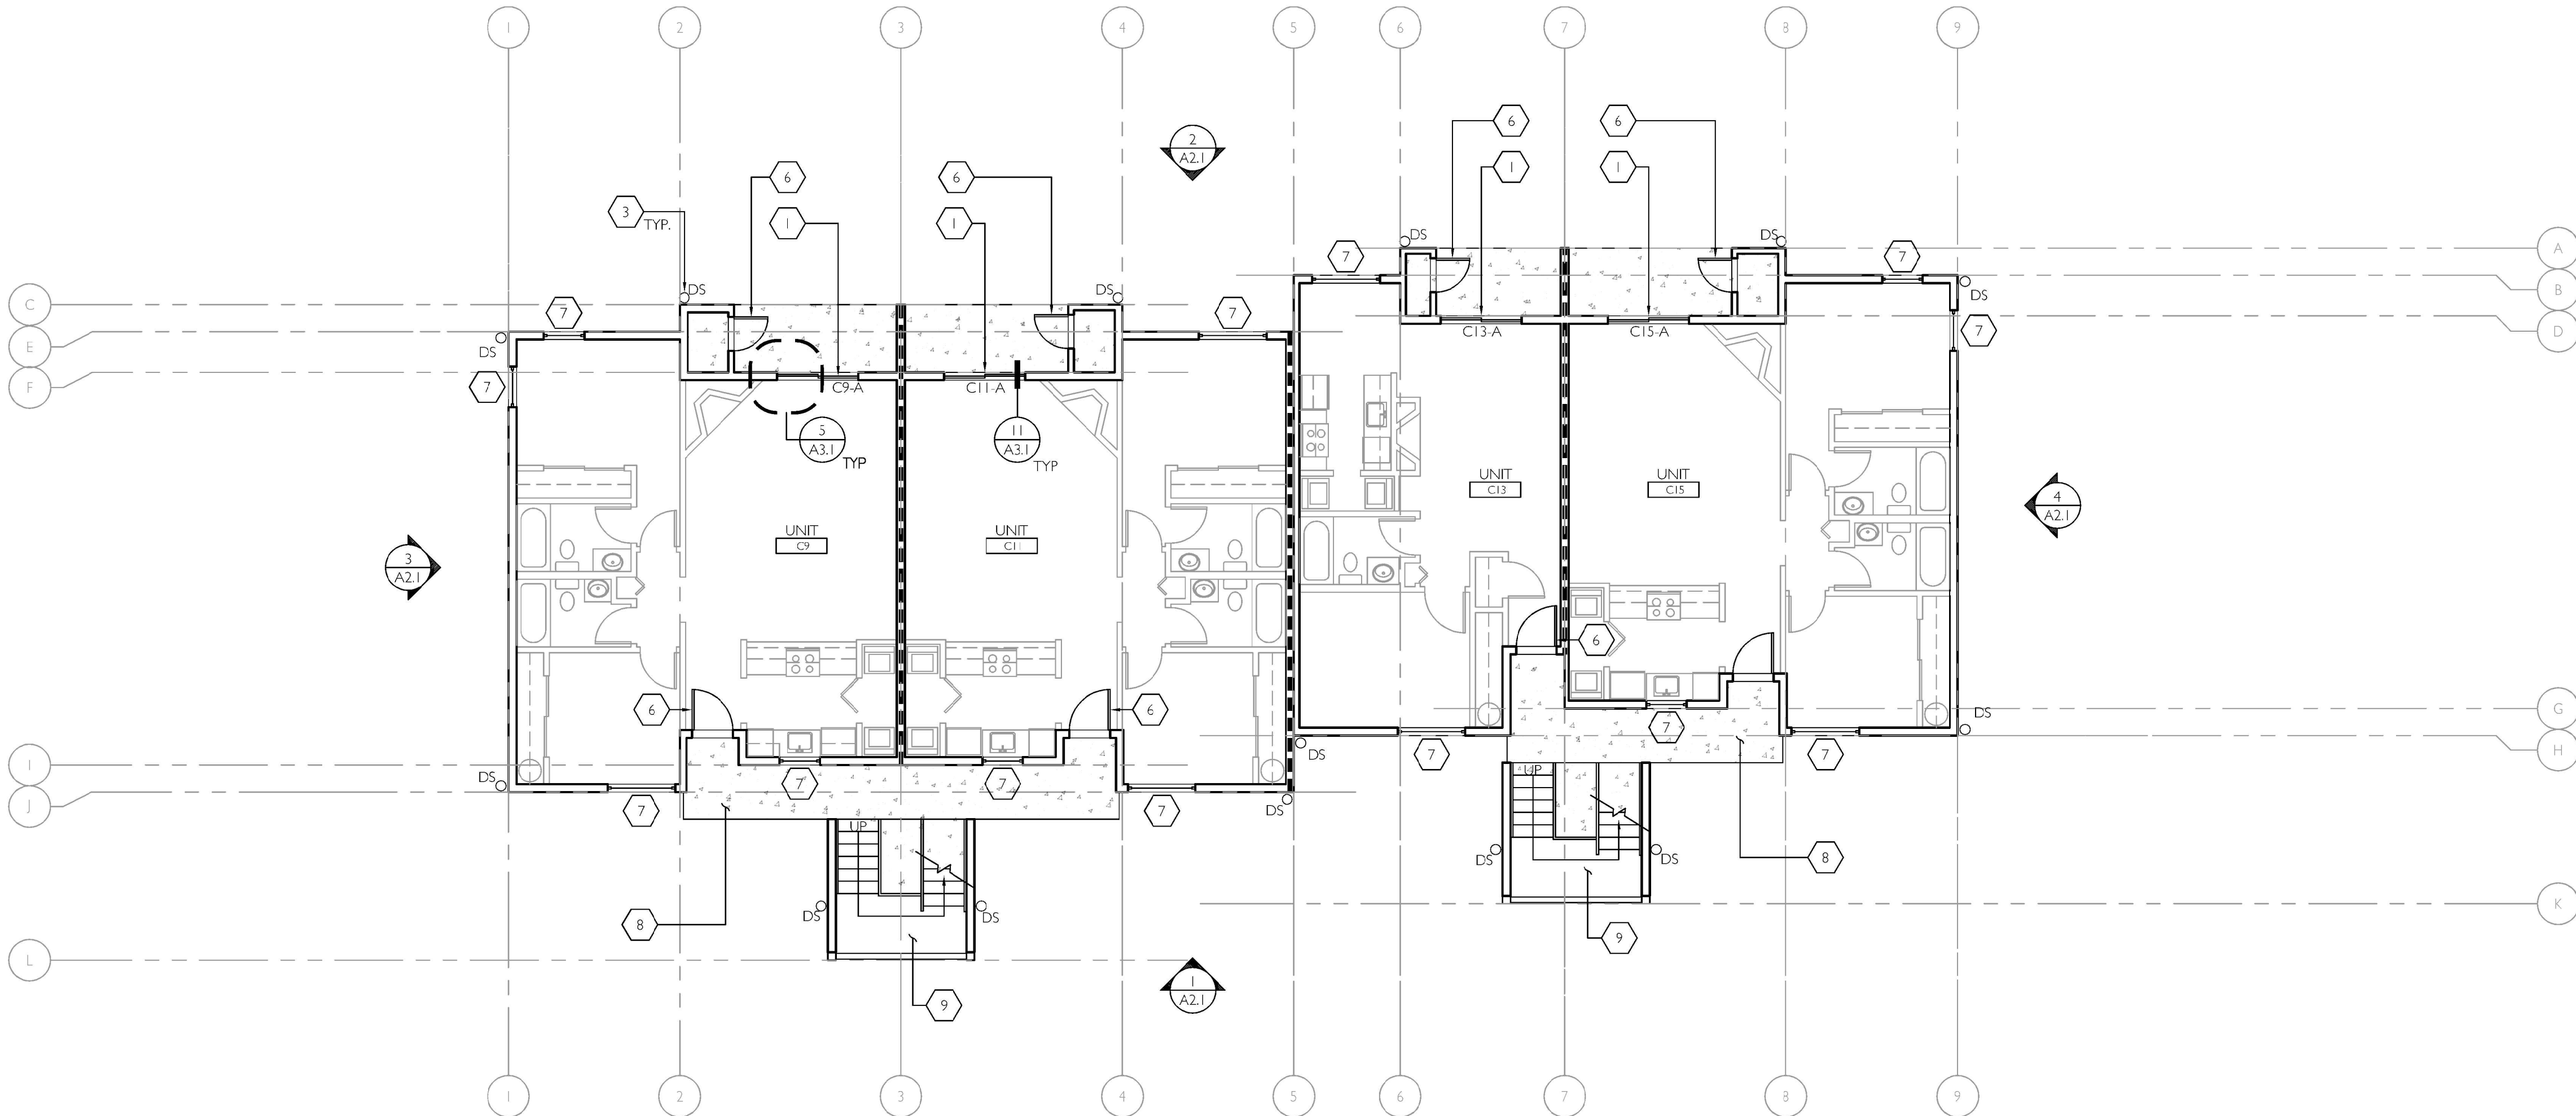 1 2 3 4 5 6 7 8 9
2
A2.1
6 6
1 1
6 6
3
TYP.
1 1
DS DS
7 7
A
B
D
DS DS
DS
7
C
E
F
7 7
DS
7
C13-A C15-A
C9-A C11-A
5
A3.1
TYP
11
A3.1
TYP
UNIT
C13
UNIT
C15
4
A2.1
UNIT
C9
UNIT
C11
3
A2.1
6
6 6
G
H
DS
7
7 7
DS
I
J
DS
7 7
UP
DS
7 7
UP
8
DS DS
8
K
DS DS
9
L
1
A2.1
9
1 2 3 4 5 6 7 8 9